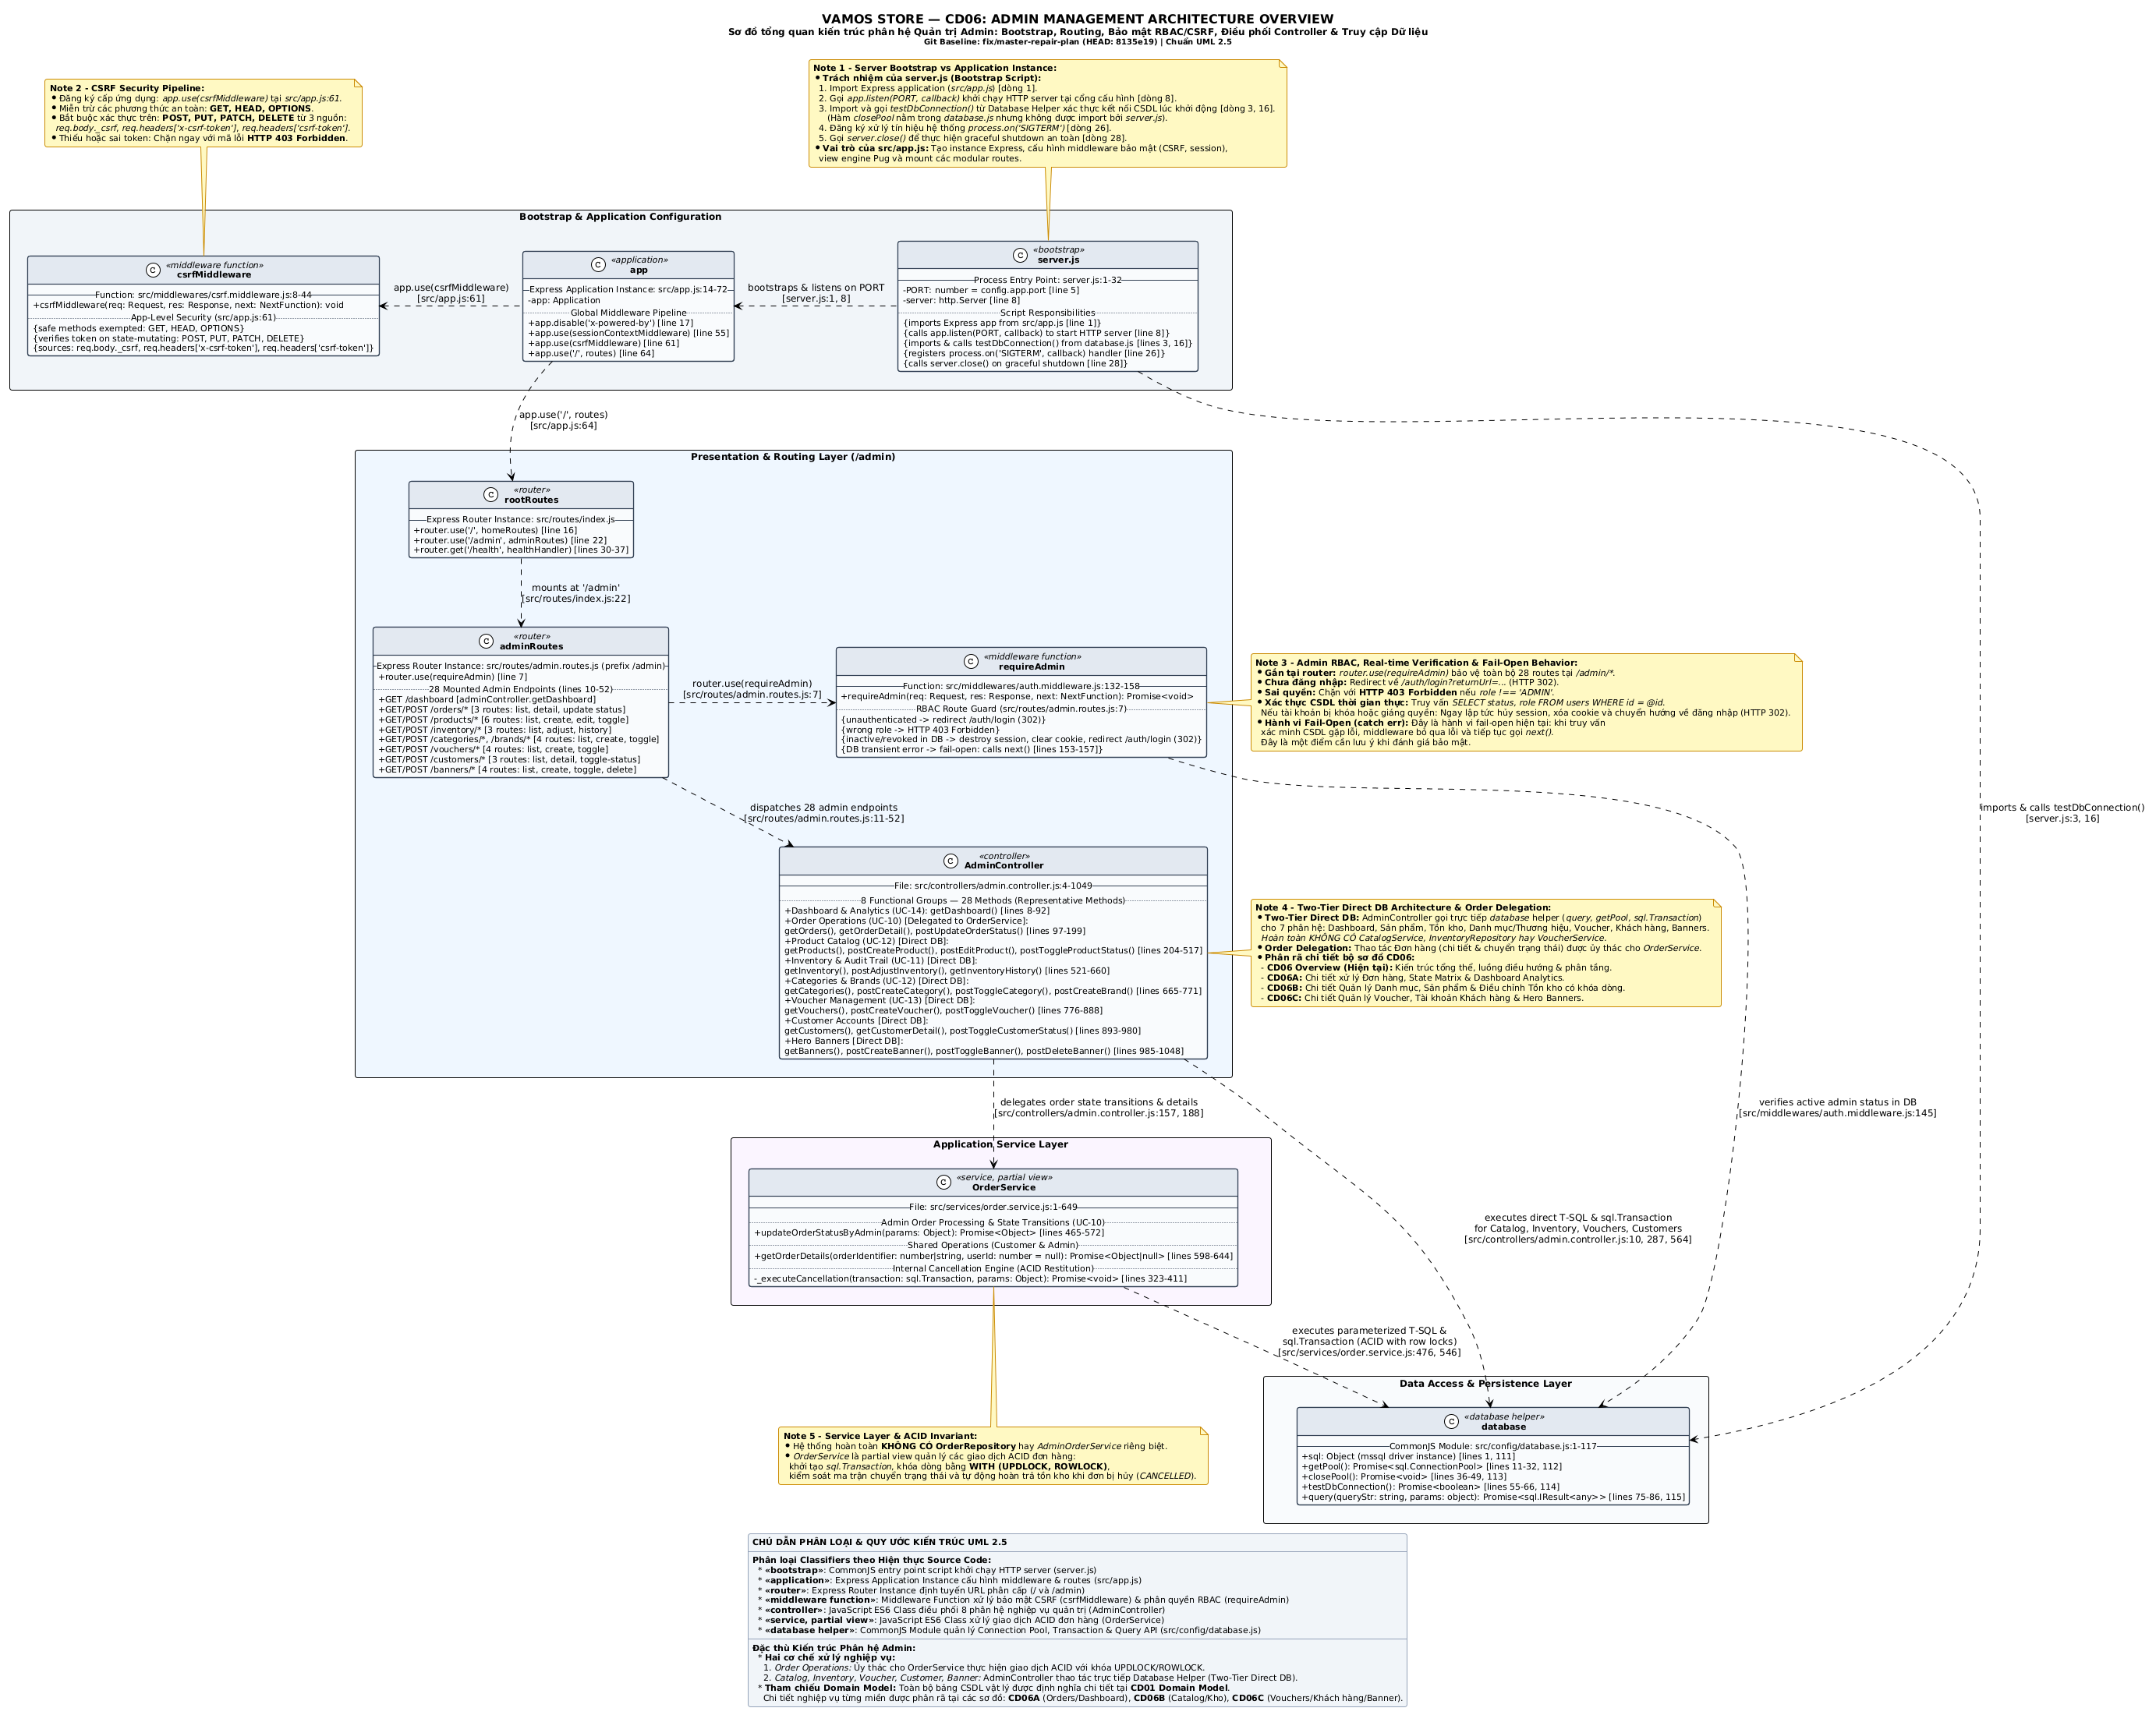 VAMOS STORE — CD06: ADMIN MANAGEMENT ARCHITECTURE OVERVIEW
Sơ đồ tổng quan kiến trúc phân hệ Quản trị Admin: Bootstrap, Routing, Bảo mật RBAC/CSRF, Điều phối Controller & Truy cập Dữ liệu
Git Baseline: fix/master-repair-plan (HEAD: 8135e19) | Chuẩn UML 2.5
Note 2 - CSRF Security Pipeline:
● Đăng ký cấp ứng dụng: app.use(csrfMiddleware) tại src/app.js:61.
● Miễn trừ các phương thức an toàn: GET, HEAD, OPTIONS.
● Bắt buộc xác thực trên: POST, PUT, PATCH, DELETE từ 3 nguồn:
req.body._csrf, req.headers['x-csrf-token'], req.headers['csrf-token'].
● Thiếu hoặc sai token: Chặn ngay với mã lỗi HTTP 403 Forbidden.
Note 1 - Server Bootstrap vs Application Instance:
● Trách nhiệm của server.js (Bootstrap Script):
1. Import Express application (src/app.js) [dòng 1].
2. Gọi app.listen(PORT, callback) khởi chạy HTTP server tại cổng cấu hình [dòng 8].
3. Import và gọi testDbConnection() từ Database Helper xác thực kết nối CSDL lúc khởi động [dòng 3, 16].
(Hàm closePool nằm trong database.js nhưng không được import bởi server.js).
4. Đăng ký xử lý tín hiệu hệ thống process.on('SIGTERM') [dòng 26].
5. Gọi server.close() để thực hiện graceful shutdown an toàn [dòng 28].
● Vai trò của src/app.js: Tạo instance Express, cấu hình middleware bảo mật (CSRF, session),
view engine Pug và mount các modular routes.
Bootstrap & Application Configuration
C «middleware function»
csrfMiddleware
Function: src/middlewares/csrf.middleware.js:8-44
+csrfMiddleware(req: Request, res: Response, next: NextFunction): void
App-Level Security (src/app.js:61)
{safe methods exempted: GET, HEAD, OPTIONS}
{verifies token on state-mutating: POST, PUT, PATCH, DELETE}
{sources: req.body._csrf, req.headers['x-csrf-token'], req.headers['csrf-token']}
app.use(csrfMiddleware)
[src/app.js:61]
C «application»
app
Express Application Instance: src/app.js:14-72
-app: Application
Global Middleware Pipeline
+app.disable('x-powered-by') [line 17]
+app.use(sessionContextMiddleware) [line 55]
+app.use(csrfMiddleware) [line 61]
+app.use('/', routes) [line 64]
bootstraps & listens on PORT
[server.js:1, 8]
C «bootstrap»
server.js
Process Entry Point: server.js:1-32
-PORT: number = config.app.port [line 5]
-server: http.Server [line 8]
Script Responsibilities
{imports Express app from src/app.js [line 1]}
{calls app.listen(PORT, callback) to start HTTP server [line 8]}
{imports & calls testDbConnection() from database.js [lines 3, 16]}
{registers process.on('SIGTERM', callback) handler [line 26]}
{calls server.close() on graceful shutdown [line 28]}
app.use('/', routes)
[src/app.js:64]
Presentation & Routing Layer (/admin)
C «router»
rootRoutes
Express Router Instance: src/routes/index.js
+router.use('/', homeRoutes) [line 16]
+router.use('/admin', adminRoutes) [line 22]
+router.get('/health', healthHandler) [lines 30-37]
mounts at '/admin'
[src/routes/index.js:22]
C «router»
adminRoutes
Express Router Instance: src/routes/admin.routes.js (prefix /admin)
+router.use(requireAdmin) [line 7]
28 Mounted Admin Endpoints (lines 10-52)
+GET /dashboard [adminController.getDashboard]
+GET/POST /orders/* [3 routes: list, detail, update status]
+GET/POST /products/* [6 routes: list, create, edit, toggle]
+GET/POST /inventory/* [3 routes: list, adjust, history]
+GET/POST /categories/*, /brands/* [4 routes: list, create, toggle]
+GET/POST /vouchers/* [4 routes: list, create, toggle]
+GET/POST /customers/* [3 routes: list, detail, toggle-status]
+GET/POST /banners/* [4 routes: list, create, toggle, delete]
router.use(requireAdmin)
[src/routes/admin.routes.js:7]
C «middleware function»
requireAdmin
Function: src/middlewares/auth.middleware.js:132-158
+requireAdmin(req: Request, res: Response, next: NextFunction): Promise<void>
RBAC Route Guard (src/routes/admin.routes.js:7)
{unauthenticated -> redirect /auth/login (302)}
{wrong role -> HTTP 403 Forbidden}
{inactive/revoked in DB -> destroy session, clear cookie, redirect /auth/login (302)}
{DB transient error -> fail-open: calls next() [lines 153-157]}
Note 3 - Admin RBAC, Real-time Verification & Fail-Open Behavior:
● Gắn tại router: router.use(requireAdmin) bảo vệ toàn bộ 28 routes tại /admin/*.
● Chưa đăng nhập: Redirect về /auth/login?returnUrl=... (HTTP 302).
● Sai quyền: Chặn với HTTP 403 Forbidden nếu role !== 'ADMIN'.
● Xác thực CSDL thời gian thực: Truy vấn SELECT status, role FROM users WHERE id = @id.
Nếu tài khoản bị khóa hoặc giáng quyền: Ngay lập tức hủy session, xóa cookie và chuyển hướng về đăng nhập (HTTP 302).
● Hành vi Fail-Open (catch err): Đây là hành vi fail-open hiện tại: khi truy vấn
xác minh CSDL gặp lỗi, middleware bỏ qua lỗi và tiếp tục gọi next().
Đây là một điểm cần lưu ý khi đánh giá bảo mật.
imports & calls testDbConnection()
[server.js:3, 16]
dispatches 28 admin endpoints
[src/routes/admin.routes.js:11-52]
C «controller»
AdminController
File: src/controllers/admin.controller.js:4-1049
8 Functional Groups — 28 Methods (Representative Methods)
+Dashboard & Analytics (UC-14): getDashboard() [lines 8-92]
+Order Operations (UC-10) [Delegated to OrderService]:
getOrders(), getOrderDetail(), postUpdateOrderStatus() [lines 97-199]
+Product Catalog (UC-12) [Direct DB]:
getProducts(), postCreateProduct(), postEditProduct(), postToggleProductStatus() [lines 204-517]
+Inventory & Audit Trail (UC-11) [Direct DB]:
getInventory(), postAdjustInventory(), getInventoryHistory() [lines 521-660]
+Categories & Brands (UC-12) [Direct DB]:
getCategories(), postCreateCategory(), postToggleCategory(), postCreateBrand() [lines 665-771]
+Voucher Management (UC-13) [Direct DB]:
getVouchers(), postCreateVoucher(), postToggleVoucher() [lines 776-888]
+Customer Accounts [Direct DB]:
getCustomers(), getCustomerDetail(), postToggleCustomerStatus() [lines 893-980]
+Hero Banners [Direct DB]:
getBanners(), postCreateBanner(), postToggleBanner(), postDeleteBanner() [lines 985-1048]
Note 4 - Two-Tier Direct DB Architecture & Order Delegation:
● Two-Tier Direct DB: AdminController gọi trực tiếp database helper (query, getPool, sql.Transaction)
cho 7 phân hệ: Dashboard, Sản phẩm, Tồn kho, Danh mục/Thương hiệu, Voucher, Khách hàng, Banners.
Hoàn toàn KHÔNG CÓ CatalogService, InventoryRepository hay VoucherService.
● Order Delegation: Thao tác Đơn hàng (chi tiết & chuyển trạng thái) được ủy thác cho OrderService.
● Phân rã chi tiết bộ sơ đồ CD06:
- CD06 Overview (Hiện tại): Kiến trúc tổng thể, luồng điều hướng & phân tầng.
- CD06A: Chi tiết xử lý Đơn hàng, State Matrix & Dashboard Analytics.
- CD06B: Chi tiết Quản lý Danh mục, Sản phẩm & Điều chỉnh Tồn kho có khóa dòng.
- CD06C: Chi tiết Quản lý Voucher, Tài khoản Khách hàng & Hero Banners.
delegates order state transitions & details
[src/controllers/admin.controller.js:157, 188]
verifies active admin status in DB
[src/middlewares/auth.middleware.js:145]
Application Service Layer
C «service, partial view»
OrderService
File: src/services/order.service.js:1-649
Admin Order Processing & State Transitions (UC-10)
+updateOrderStatusByAdmin(params: Object): Promise<Object> [lines 465-572]
Shared Operations (Customer & Admin)
+getOrderDetails(orderIdentifier: number|string, userId: number = null): Promise<Object|null> [lines 598-644]
Internal Cancellation Engine (ACID Restitution)
-_executeCancellation(transaction: sql.Transaction, params: Object): Promise<void> [lines 323-411]
executes direct T-SQL & sql.Transaction
for Catalog, Inventory, Vouchers, Customers
[src/controllers/admin.controller.js:10, 287, 564]
executes parameterized T-SQL &
sql.Transaction (ACID with row locks)
[src/services/order.service.js:476, 546]
Data Access & Persistence Layer
C «database helper»
database
CommonJS Module: src/config/database.js:1-117
+sql: Object (mssql driver instance) [lines 1, 111]
+getPool(): Promise<sql.ConnectionPool> [lines 11-32, 112]
+closePool(): Promise<void> [lines 36-49, 113]
+testDbConnection(): Promise<boolean> [lines 55-66, 114]
+query(queryStr: string, params: object): Promise<sql.IResult<any>> [lines 75-86, 115]
Note 5 - Service Layer & ACID Invariant:
● Hệ thống hoàn toàn KHÔNG CÓ OrderRepository hay AdminOrderService riêng biệt.
● OrderService là partial view quản lý các giao dịch ACID đơn hàng:
khởi tạo sql.Transaction, khóa dòng bằng WITH (UPDLOCK, ROWLOCK),
kiểm soát ma trận chuyển trạng thái và tự động hoàn trả tồn kho khi đơn bị hủy (CANCELLED).
CHÚ DẪN PHÂN LOẠI & QUY ƯỚC KIẾN TRÚC UML 2.5
Phân loại Classifiers theo Hiện thực Source Code:
* «bootstrap»: CommonJS entry point script khởi chạy HTTP server (server.js)
* «application»: Express Application Instance cấu hình middleware & routes (src/app.js)
* «router»: Express Router Instance định tuyến URL phân cấp (/ và /admin)
* «middleware function»: Middleware Function xử lý bảo mật CSRF (csrfMiddleware) & phân quyền RBAC (requireAdmin)
* «controller»: JavaScript ES6 Class điều phối 8 phân hệ nghiệp vụ quản trị (AdminController)
* «service, partial view»: JavaScript ES6 Class xử lý giao dịch ACID đơn hàng (OrderService)
* «database helper»: CommonJS Module quản lý Connection Pool, Transaction & Query API (src/config/database.js)
Đặc thù Kiến trúc Phân hệ Admin:
* Hai cơ chế xử lý nghiệp vụ:
1. Order Operations: Ủy thác cho OrderService thực hiện giao dịch ACID với khóa UPDLOCK/ROWLOCK.
2. Catalog, Inventory, Voucher, Customer, Banner: AdminController thao tác trực tiếp Database Helper (Two-Tier Direct DB).
* Tham chiếu Domain Model: Toàn bộ bảng CSDL vật lý được định nghĩa chi tiết tại CD01 Domain Model.
Chi tiết nghiệp vụ từng miền được phân rã tại các sơ đồ: CD06A (Orders/Dashboard), CD06B (Catalog/Kho), CD06C (Vouchers/Khách hàng/Banner).